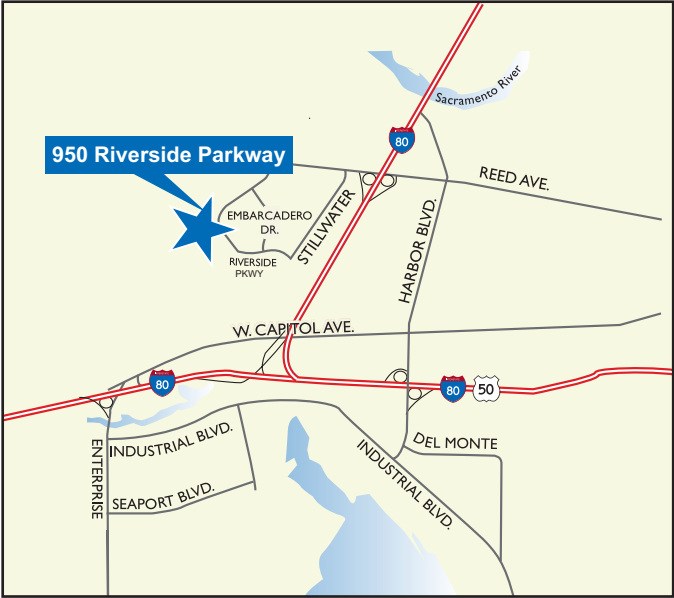 Sacramento River
80
950 Riverside Parkway
REED AVE.
EMBARCADERO
DR.
STILLWATER
HARBOR BLVD.
RIVERSIDE
PKWY
W. CAPITOL AVE.
80
80
50
INDUSTRIAL BLVD.
DEL MONTE
ENTERPRISE
INDUSTRIAL BLVD.
SEAPORT BLVD.